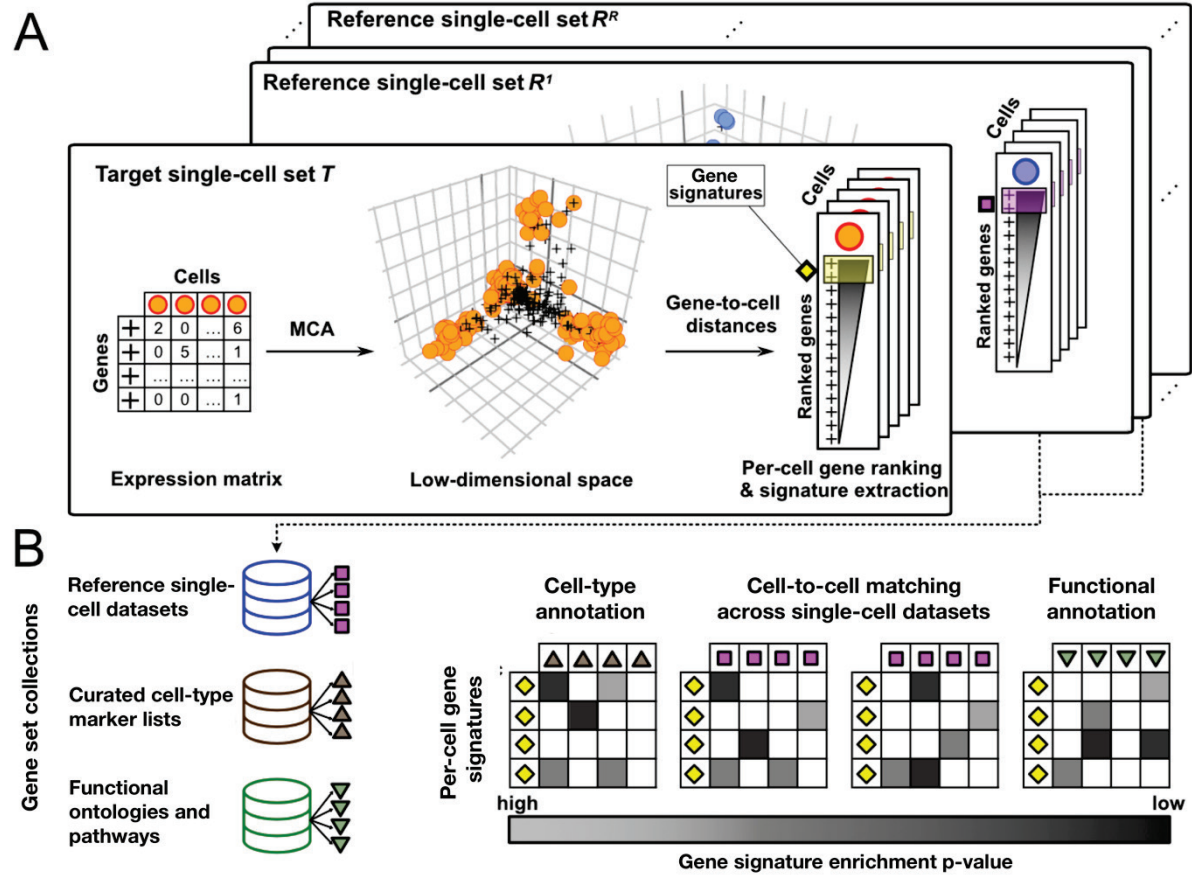 A
Reference single-cell set R^R
Reference single-cell set R^1
Target single-cell set T
Cells
Genes
+ 2 0 ... 6
+ 0 5 ... 1
+ ... ... ... ...
+ 0 0 ... 1
Expression matrix
MCA
Low-dimensional space
Gene
signatures
Gene-to-cell
distances
Cells
Ranked genes
Per-cell gene ranking
& signature extraction
Cells
Ranked genes
B
Gene set collections
Reference single-
cell datasets
Curated cell-type
marker lists
Functional
ontologies and
pathways
Cell-type
annotation
Cell-to-cell matching
across single-cell datasets
Functional
annotation
Per-cell gene
signatures
high
low
Gene signature enrichment p-value